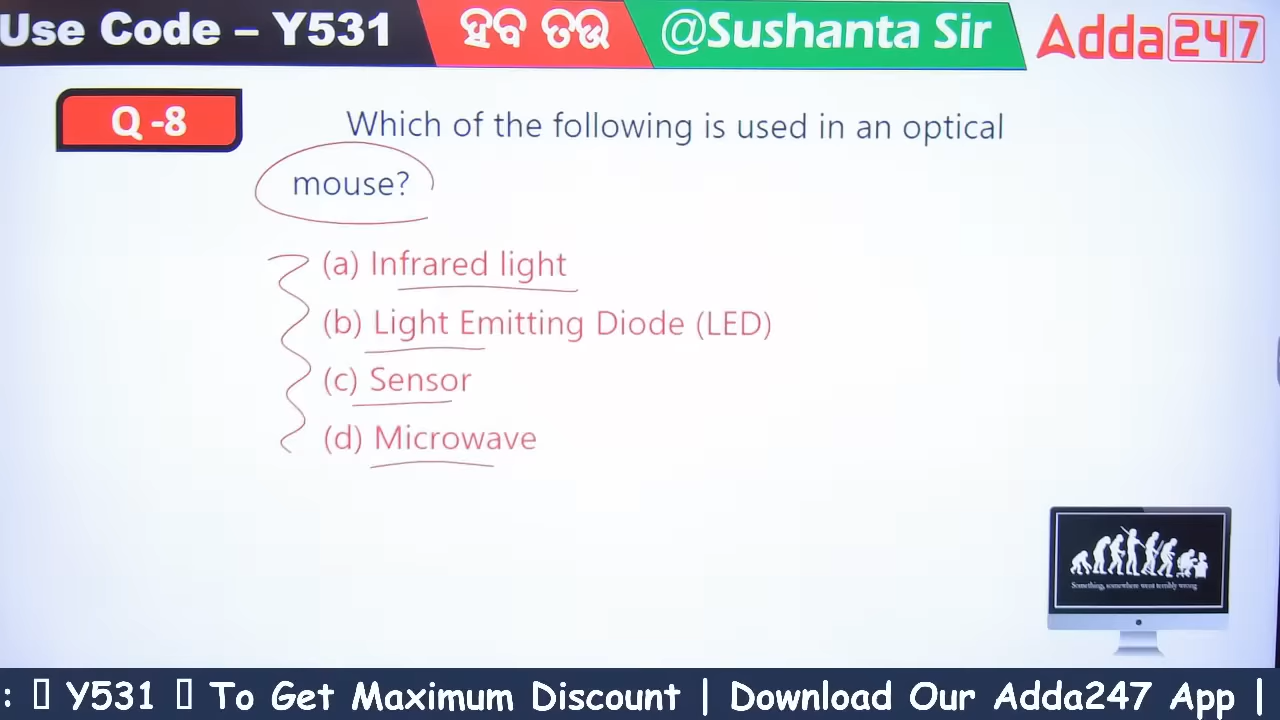 Use Code – Y531
ହବ ତଉ
@Sushanta Sir
Adda247
Q -8
Which of the following is used in an optical
mouse?
(a) Infrared light
(b) Light Emitting Diode (LED)
(c) Sensor
(d) Microwave
Something, somewhere went terribly wrong
: Y531 To Get Maximum Discount | Download Our Adda247 App |